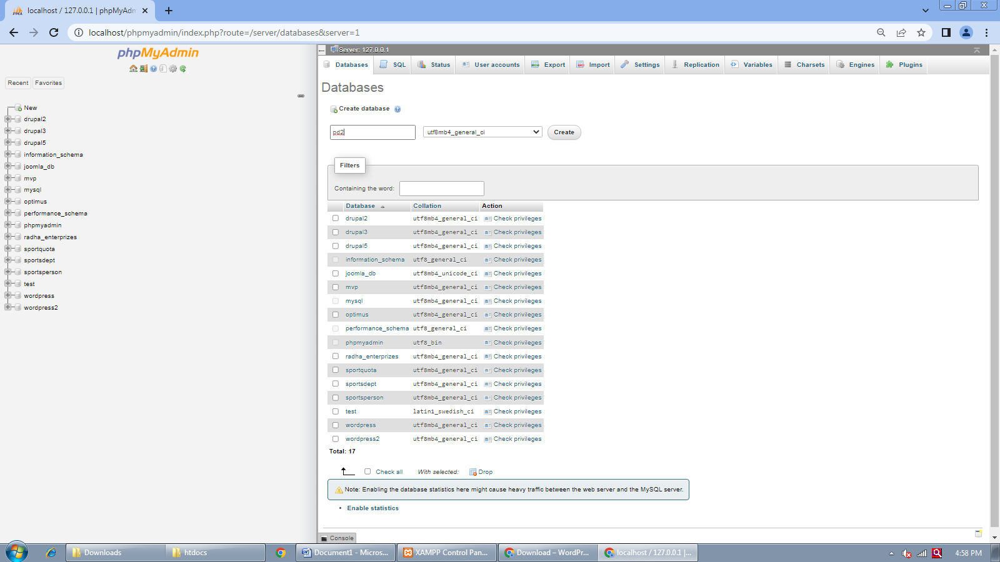 localhost / 127.0.0.1 | phpMyAdm
localhost/phpmyadmin/index.php?route=/server/databases&server=1
phpMyAdmin
Recent Favorites
New
drupal2
drupal3
drupal5
information_schema
joomla_db
mvp
mysql
optimus
performance_schema
phpmyadmin
radha_enterprizes
sportquota
sportsdept
sportsperson
test
wordpress
wordpress2
Server: 127.0.0.1
Databases SQL Status User accounts Export Import Settings Replication Variables Charsets Engines Plugins
Databases
Create database
pd2 utf8mb4_general_ci Create
Filters
Containing the word:
Database Collation Action
drupal2 utf8mb4_general_ci Check privileges
drupal3 utf8mb4_general_ci Check privileges
drupal5 utf8mb4_general_ci Check privileges
information_schema utf8_general_ci Check privileges
joomla_db utf8mb4_unicode_ci Check privileges
mvp utf8mb4_general_ci Check privileges
mysql utf8mb4_general_ci Check privileges
optimus utf8mb4_general_ci Check privileges
performance_schema utf8_general_ci Check privileges
phpmyadmin utf8_bin Check privileges
radha_enterprizes utf8mb4_general_ci Check privileges
sportquota utf8mb4_general_ci Check privileges
sportsdept utf8mb4_general_ci Check privileges
sportsperson utf8mb4_general_ci Check privileges
test latin1_swedish_ci Check privileges
wordpress utf8mb4_general_ci Check privileges
wordpress2 utf8mb4_general_ci Check privileges
Total: 17
Check all With selected: Drop
Note: Enabling the database statistics here might cause heavy traffic between the web server and the MySQL server.
• Enable statistics
Console
Downloads htdocs Document1 - Micros... XAMPP Control Pan... Download – WordPr... localhost / 127.0.0.1 |... 4:58 PM